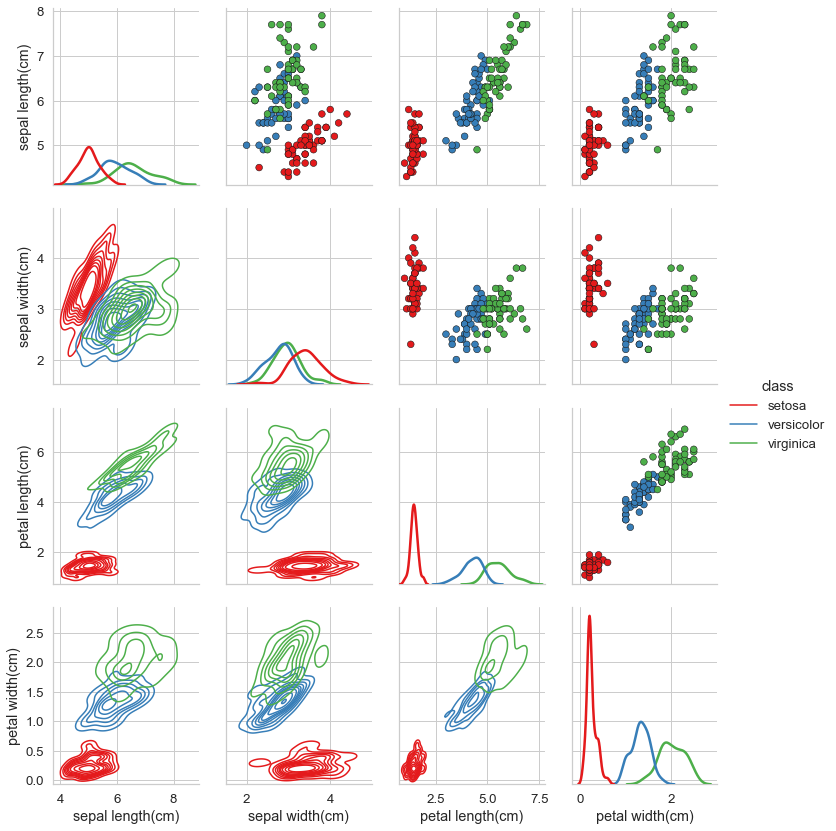 8
7
6
5
sepal length(cm)
4
3
2
sepal width(cm)
class
setosa
versicolor
virginica
6
4
2
petal length(cm)
2.5
2.0
1.5
1.0
0.5
0.0
petal width(cm)
4 6 8
2 4
2.5 5.0 7.5
0 2
sepal length(cm) sepal width(cm) petal length(cm) petal width(cm)